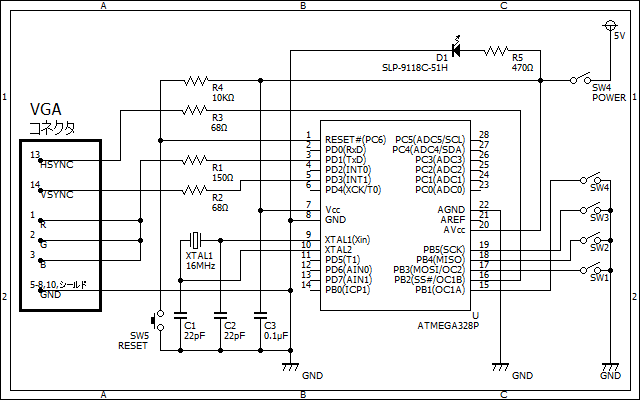 A B C
5V
D1
SLP-9118C-51H
R5
470Ω
SW4
POWER
1
1
VGA
コネクタ
R4
10KΩ
R3
68Ω
13
HSYNC
14
VSYNC
1
R
2
G
3
B
5-8,10,シールド
GND
R1
150Ω
R2
68Ω
XTAL1
16MHz
1 RESET#(PC6) PC5(ADC5/SCL) 28
2 PD0(RxD) PC4(ADC4/SDA) 27
3 PD1(TxD) PC3(ADC3) 26
4 PD2(INT0) PC2(ADC2) 25
5 PD3(INT1) PC1(ADC1) 24
6 PD4(XCK/T0) PC0(ADC0) 23
7 Vcc AGND 22
8 GND AREF 21
AVcc 20
9 XTAL1(Xin) PB5(SCK) 19
10 XTAL2 PB4(MISO) 18
11 PD5(T1) PB3(MOSI/OC2) 17
12 PD6(AIN0) PB2(SS#/OC1B) 16
13 PD7(AIN1) PB1(OC1A) 15
14 PB0(ICP1)
U
ATMEGA328P
SW4
SW3
SW2
SW1
2
2
SW5
RESET
C1
22pF
C2
22pF
C3
0.1μF
GND
GND
GND
A B C